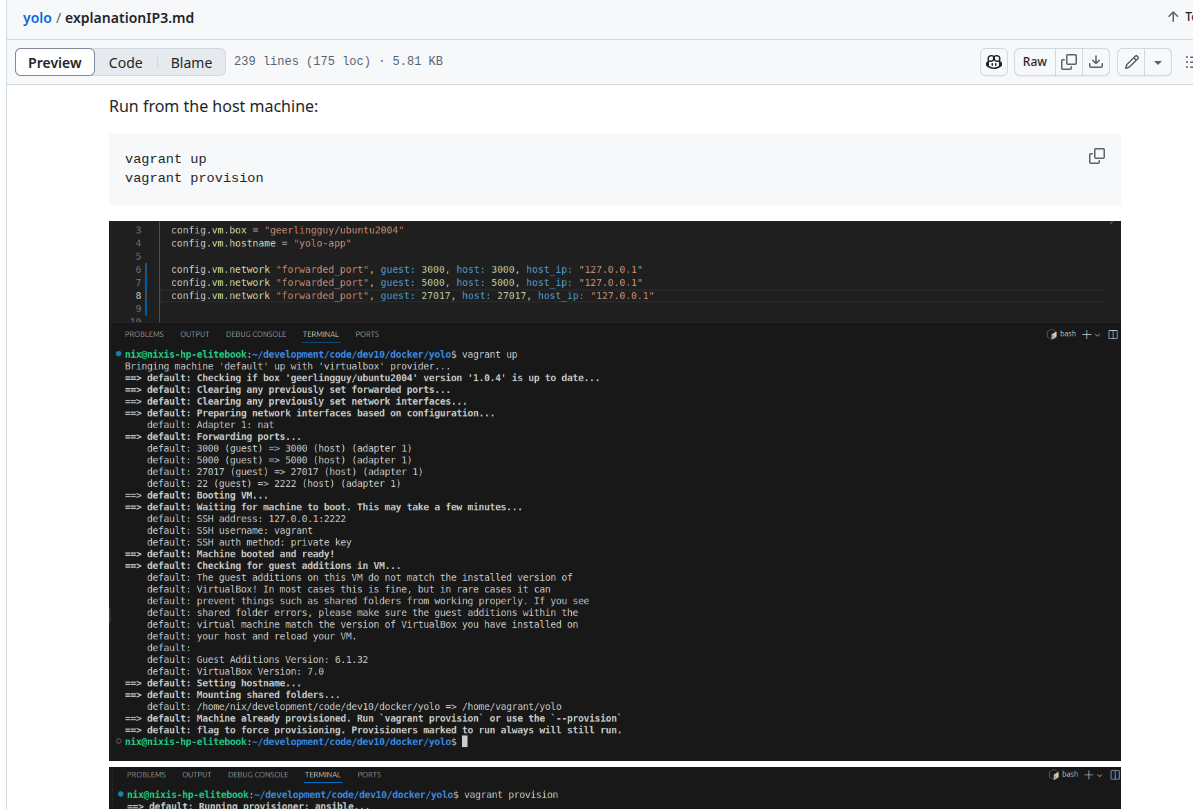 yolo / explanationIP3.md
Preview Code Blame 239 lines (175 loc) · 5.81 KB Raw
Run from the host machine:
vagrant up
vagrant provision
3 config.vm.box = "geerlingguy/ubuntu2004"
4 config.vm.hostname = "yolo-app"
5
6 config.vm.network "forwarded_port", guest: 3000, host: 3000, host_ip: "127.0.0.1"
7 config.vm.network "forwarded_port", guest: 5000, host: 5000, host_ip: "127.0.0.1"
8 config.vm.network "forwarded_port", guest: 27017, host: 27017, host_ip: "127.0.0.1"
9
10
PROBLEMS OUTPUT DEBUG CONSOLE TERMINAL PORTS bash
nix@nixis-hp-elitebook:~/development/code/dev10/docker/yolo$ vagrant up
Bringing machine 'default' up with 'virtualbox' provider...
==> default: Checking if box 'geerlingguy/ubuntu2004' version '1.0.4' is up to date...
==> default: Clearing any previously set forwarded ports...
==> default: Clearing any previously set network interfaces...
==> default: Preparing network interfaces based on configuration...
default: Adapter 1: nat
==> default: Forwarding ports...
default: 3000 (guest) => 3000 (host) (adapter 1)
default: 5000 (guest) => 5000 (host) (adapter 1)
default: 27017 (guest) => 27017 (host) (adapter 1)
default: 22 (guest) => 2222 (host) (adapter 1)
==> default: Booting VM...
==> default: Waiting for machine to boot. This may take a few minutes...
default: SSH address: 127.0.0.1:2222
default: SSH username: vagrant
default: SSH auth method: private key
==> default: Machine booted and ready!
==> default: Checking for guest additions in VM...
default: The guest additions on this VM do not match the installed version of
default: VirtualBox! In most cases this is fine, but in rare cases it can
default: prevent things such as shared folders from working properly. If you see
default: shared folder errors, please make sure the guest additions within the
default: virtual machine match the version of VirtualBox you have installed on
default: your host and reload your VM.
default:
default: Guest Additions Version: 6.1.32
default: VirtualBox Version: 7.0
==> default: Setting hostname...
==> default: Mounting shared folders...
default: /home/nix/development/code/dev10/docker/yolo => /home/vagrant/yolo
==> default: Machine already provisioned. Run `vagrant provision` or use the `--provision`
==> default: flag to force provisioning. Provisioners marked to run always will still run.
nix@nixis-hp-elitebook:~/development/code/dev10/docker/yolo$
PROBLEMS OUTPUT DEBUG CONSOLE TERMINAL PORTS bash
nix@nixis-hp-elitebook:~/development/code/dev10/docker/yolo$ vagrant provision
==> default: Running provisioner: ansible...